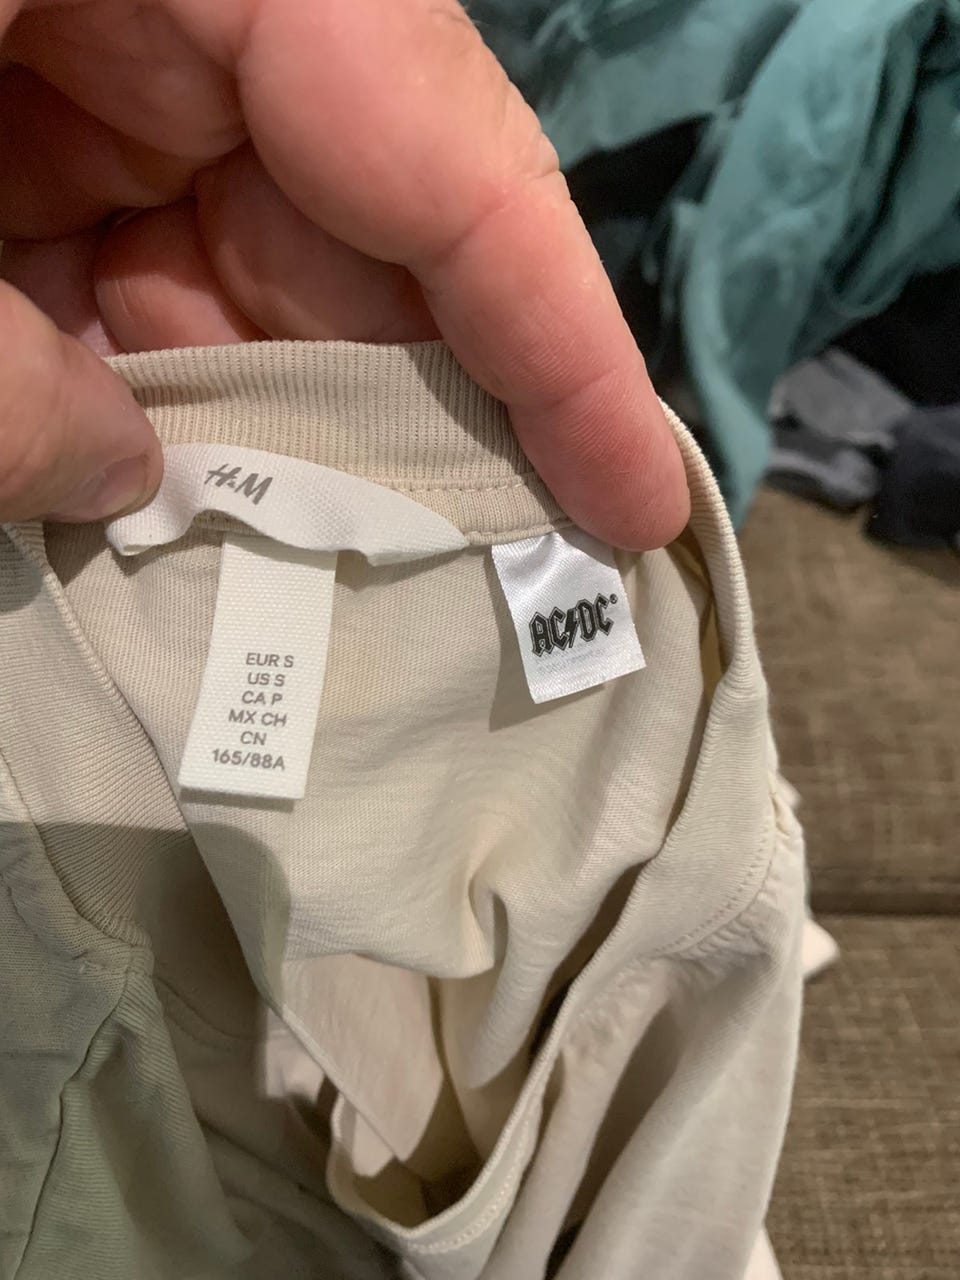 H&M
EUR S
US S
CA P
MX CH
CN
165/88A
AC/DC®